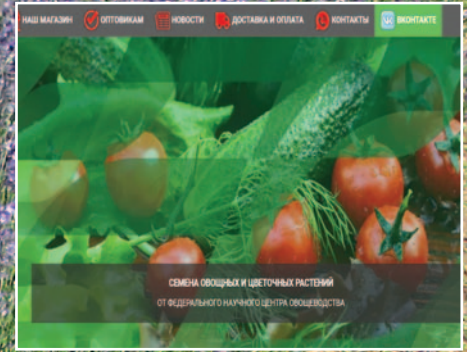 НАШ МАГАЗИН ОПТОВИКАМ НОВОСТИ ДОСТАВКА И ОПЛАТА КОНТАКТЫ ВКОНТАКТЕ
СЕМЕНА ОВОЩНЫХ И ЦВЕТОЧНЫХ РАСТЕНИЙ
ОТ ФЕДЕРАЛЬНОГО НАУЧНОГО ЦЕНТРА ОВОЩЕВОДСТВА